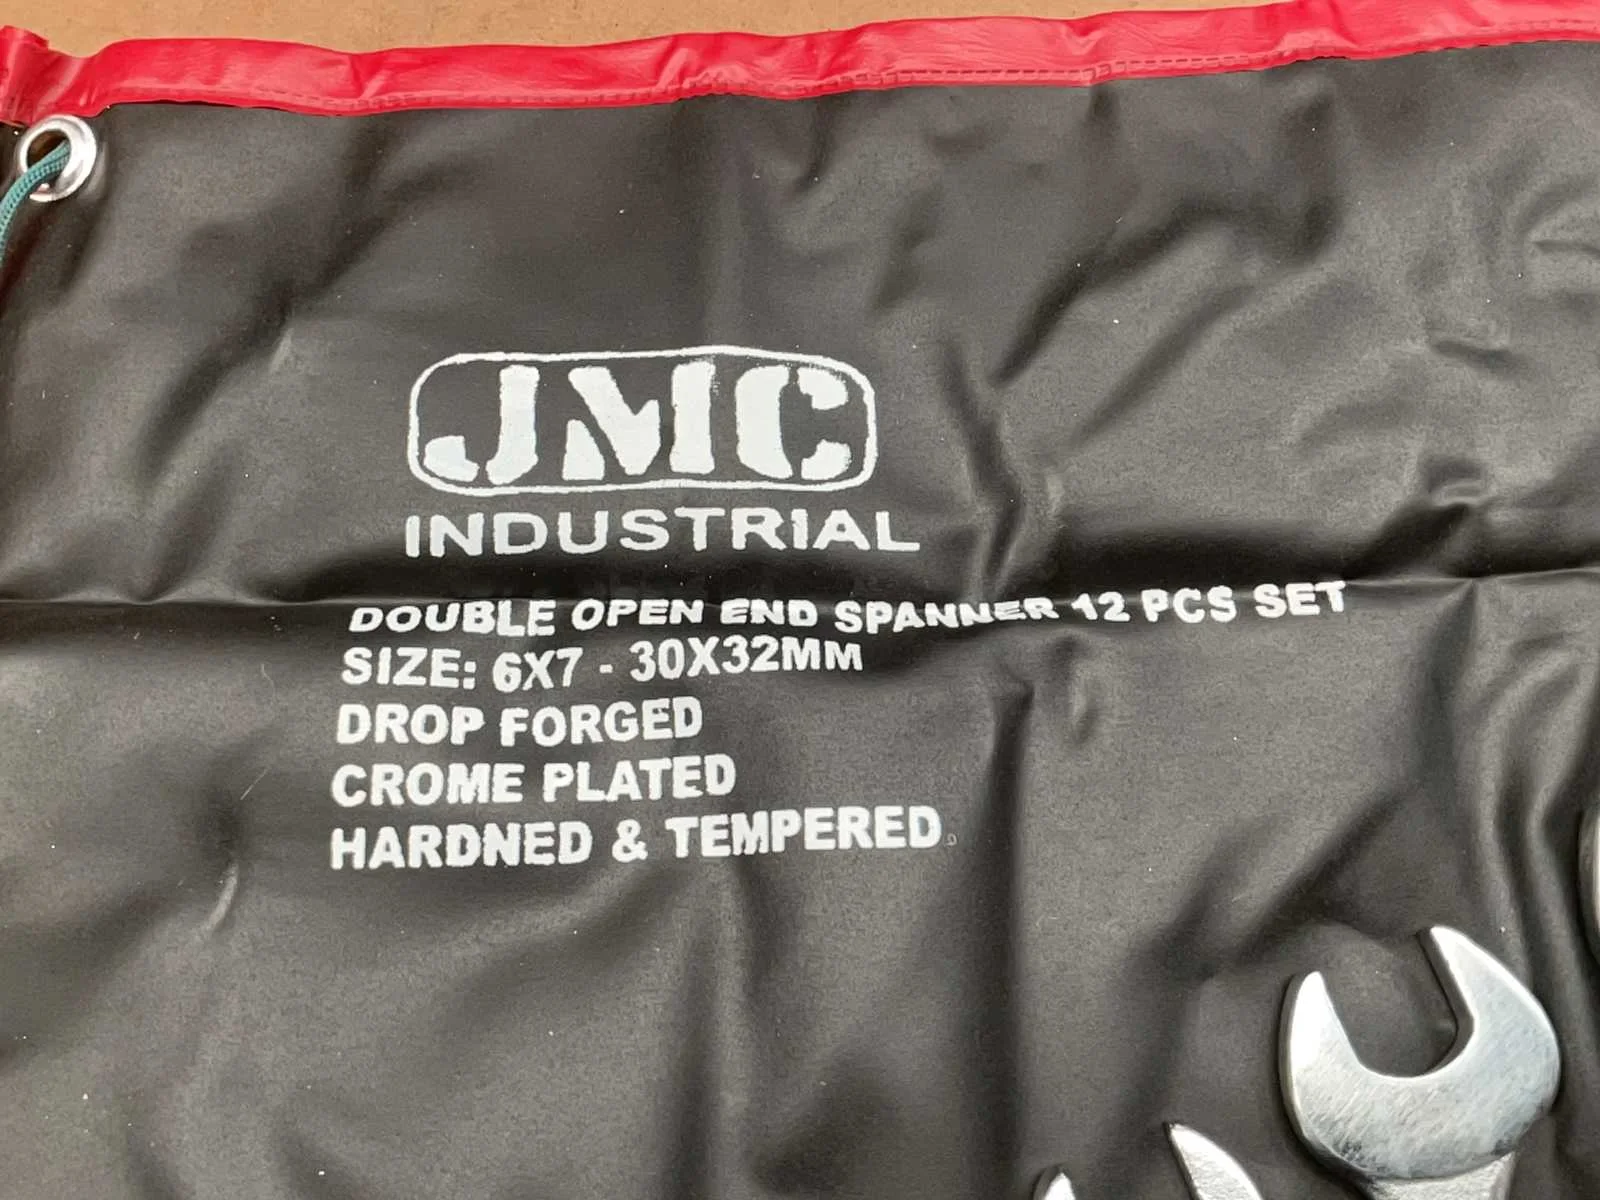 JMC
INDUSTRIAL
DOUBLE OPEN END SPANNER 12 PCS SET
SIZE: 6X7 - 30X32MM
DROP FORGED
CROME PLATED
HARDNED & TEMPERED